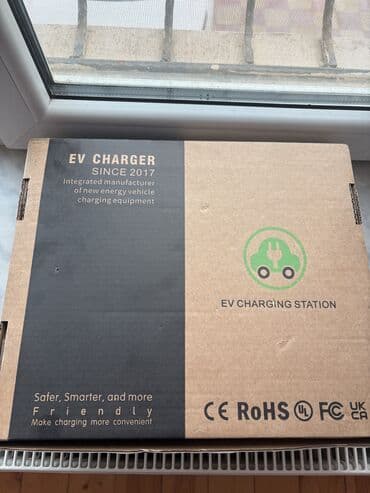 EV CHARGER
SINCE 2017
Integrated manufacturer
of new energy vehicle
charging equipment
EV CHARGING STATION
Safer, Smarter, and more
Friendly
Make charging more convenient
CE RoHS UL FC UK
CA